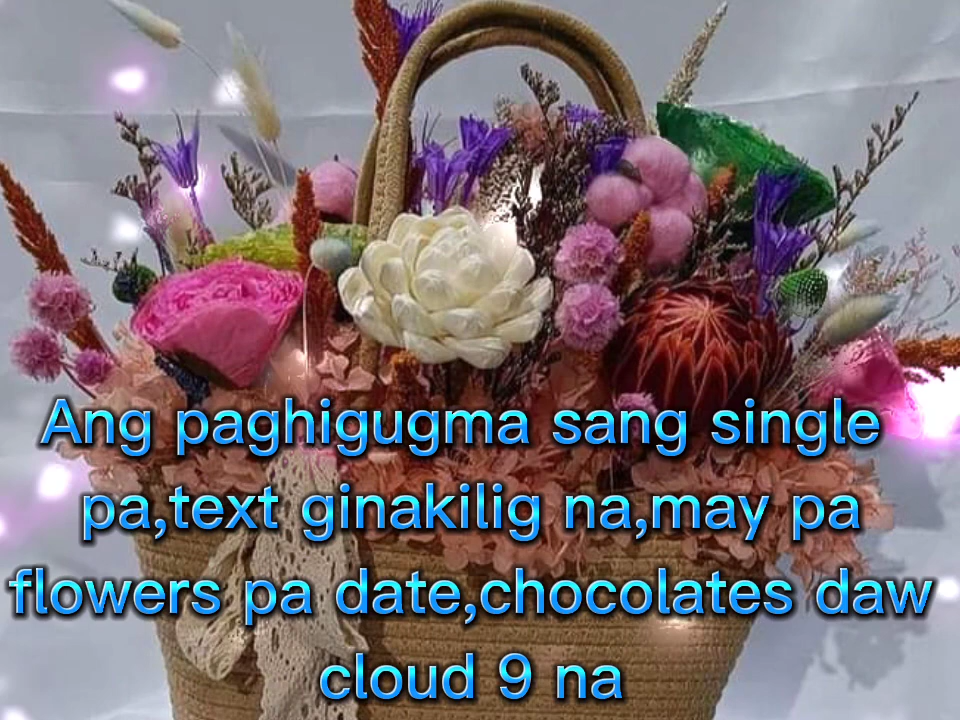 Ang paghigugma sang single
pa,text ginakilig na,may pa
flowers pa date,chocolates daw
cloud 9 na